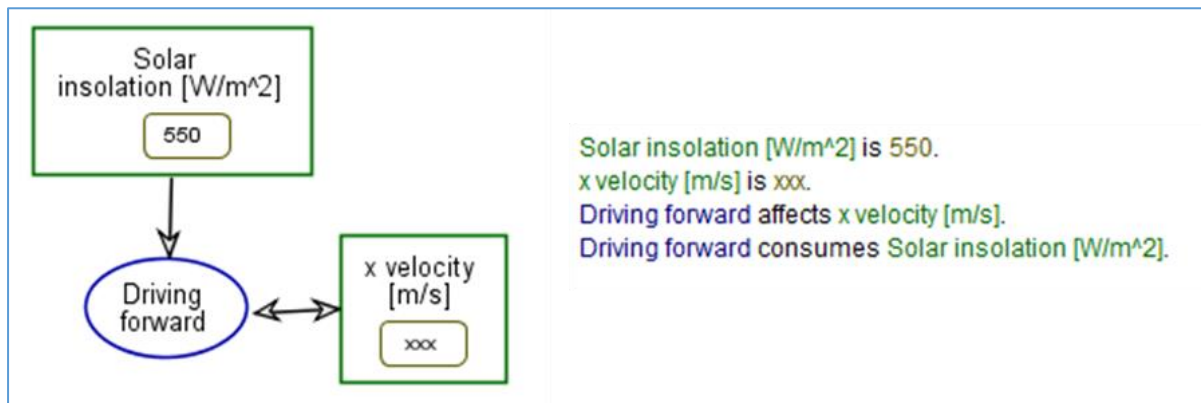 Solar
insolation [W/m^2]
550
Driving
forward
x velocity
[m/s]
xxx
Solar insolation [W/m^2] is 550.
x velocity [m/s] is xxx.
Driving forward affects x velocity [m/s].
Driving forward consumes Solar insolation [W/m^2].